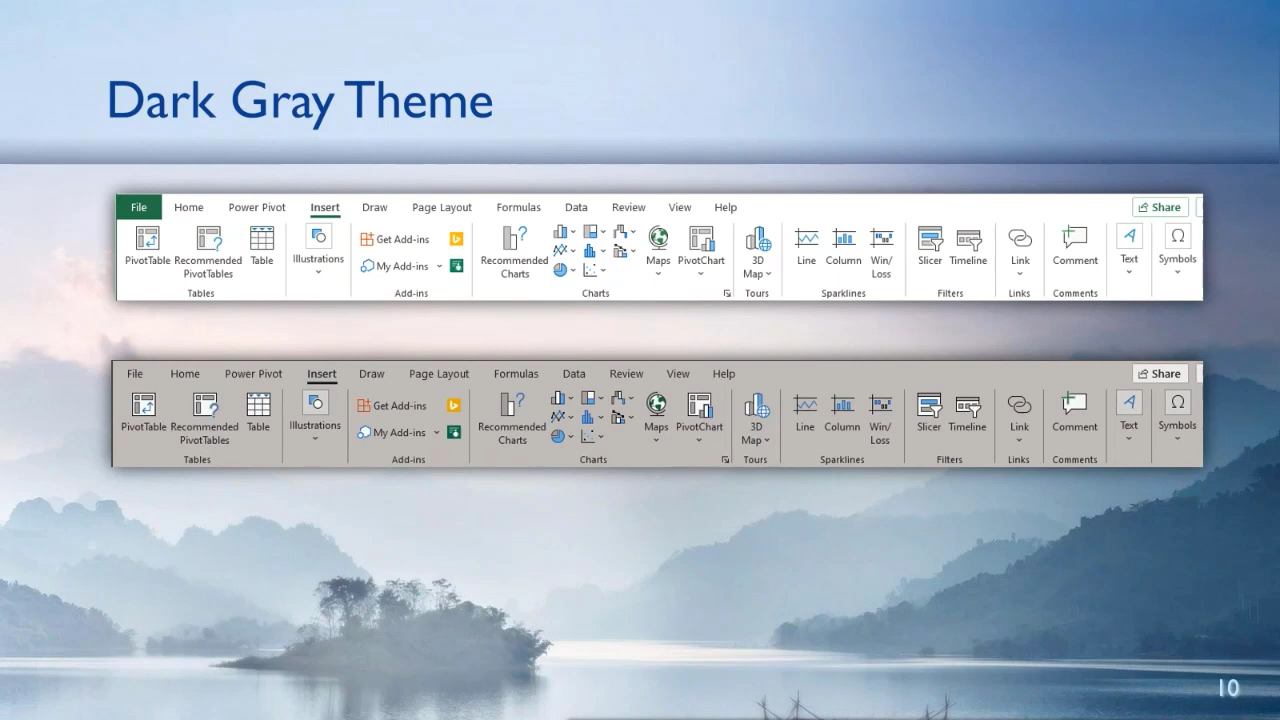 Dark Gray Theme
File Home Power Pivot Insert Draw Page Layout Formulas Data Review View Help Share
Get Add-ins
My Add-ins
PivotTable Recommended Table Illustrations Recommended Maps PivotChart 3D Line Column Win/ Slicer Timeline Link Comment Text Symbols
PivotTables Charts Map Loss
Tables Add-ins Charts Tours Sparklines Filters Links Comments
File Home Power Pivot Insert Draw Page Layout Formulas Data Review View Help Share
Get Add-ins
My Add-ins
PivotTable Recommended Table Illustrations Recommended Maps PivotChart 3D Line Column Win/ Slicer Timeline Link Comment Text Symbols
PivotTables Charts Map Loss
Tables Add-ins Charts Tours Sparklines Filters Links Comments
10